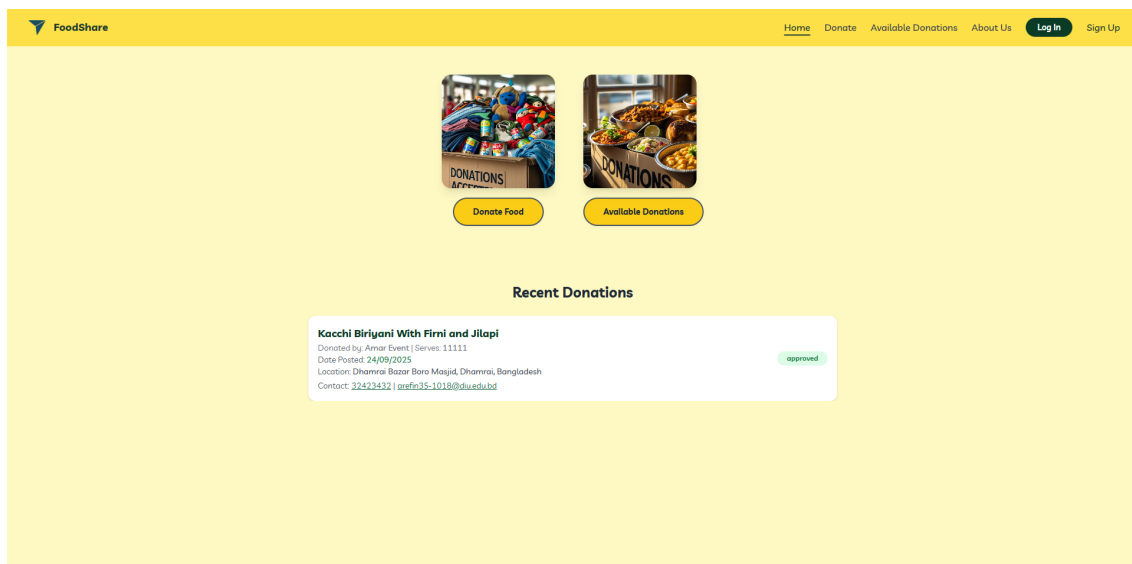 FoodShare
Home Donate Available Donations About Us Log In Sign Up
DONATIONS
DONATIONS
Donate Food Available Donations
Recent Donations
Kacchi Biriyani With Firni and Jilapi
Donated by: Amar Event | Serves: 11111
Date Posted: 24/09/2025
approved
Location: Dhamrai Bazar Boro Masjid, Dhamrai, Bangladesh
Contact: 32423432 | arefin35-1018@diu.edu.bd